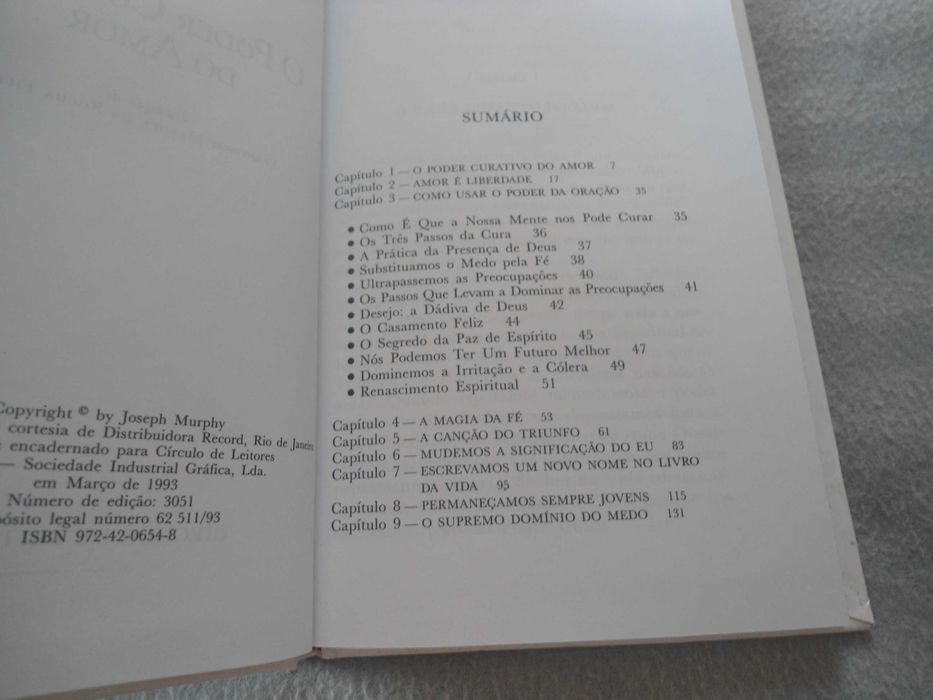 O PODER
DO AMOR
Copyright © by Joseph Murphy
cortesia de Distribuidora Record, Rio de Janeiro
encadernado para Círculo de Leitores
— Sociedade Industrial Gráfica, Lda.
em Março de 1993
Número de edição: 3051
legal número 62 511/93
ISBN 972-42-0654-8
SUMÁRIO
Capítulo 1 — O PODER CURATIVO DO AMOR 7
Capítulo 2 — AMOR É LIBERDADE 17
Capítulo 3 — COMO USAR O PODER DA ORAÇÃO 35
• Como É Que a Nossa Mente nos Pode Curar 35
• Os Três Passos da Cura 36
• A Prática da Presença de Deus 37
• Substituamos o Medo pela Fé 38
• Ultrapassemos as Preocupações 40
• Os Passos Que Levam a Dominar as Preocupações 41
• Desejo: a Dádiva de Deus 42
• O Casamento Feliz 44
• O Segredo da Paz de Espírito 45
• Nós Podemos Ter Um Futuro Melhor 47
• Dominemos a Irritação e a Cólera 49
• Renascimento Espiritual 51
Capítulo 4 — A MAGIA DA FÉ 53
Capítulo 5 — A CANÇÃO DO TRIUNFO 61
Capítulo 6 — MUDEMOS A SIGNIFICAÇÃO DO EU 83
Capítulo 7 — ESCREVAMOS UM NOVO NOME NO LIVRO
DA VIDA 95
Capítulo 8 — PERMANEÇAMOS SEMPRE JOVENS 115
Capítulo 9 — O SUPREMO DOMÍNIO DO MEDO 131